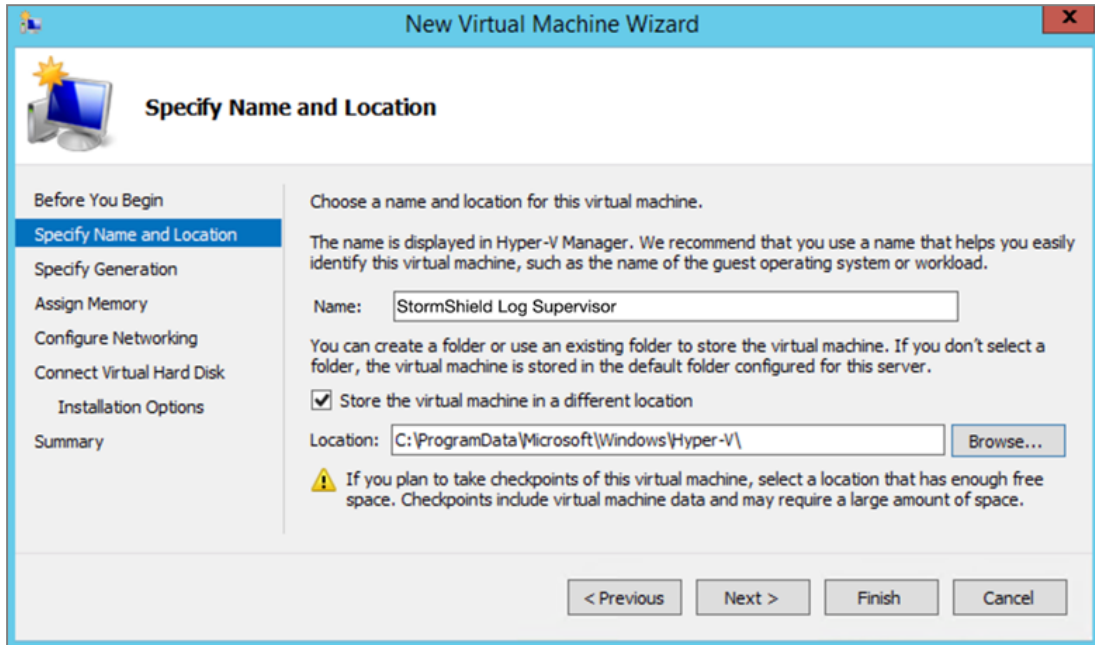 New Virtual Machine Wizard
x
Specify Name and Location
Before You Begin
Specify Name and Location
Specify Generation
Assign Memory
Configure Networking
Connect Virtual Hard Disk
Installation Options
Summary
Choose a name and location for this virtual machine.
The name is displayed in Hyper-V Manager. We recommend that you use a name that helps you easily
identify this virtual machine, such as the name of the guest operating system or workload.
Name: StormShield Log Supervisor
You can create a folder or use an existing folder to store the virtual machine. If you don't select a
folder, the virtual machine is stored in the default folder configured for this server.
Store the virtual machine in a different location
Location: C:\ProgramData\Microsoft\Windows\Hyper-V\ Browse...
If you plan to take checkpoints of this virtual machine, select a location that has enough free
space. Checkpoints include virtual machine data and may require a large amount of space.
< Previous Next > Finish Cancel